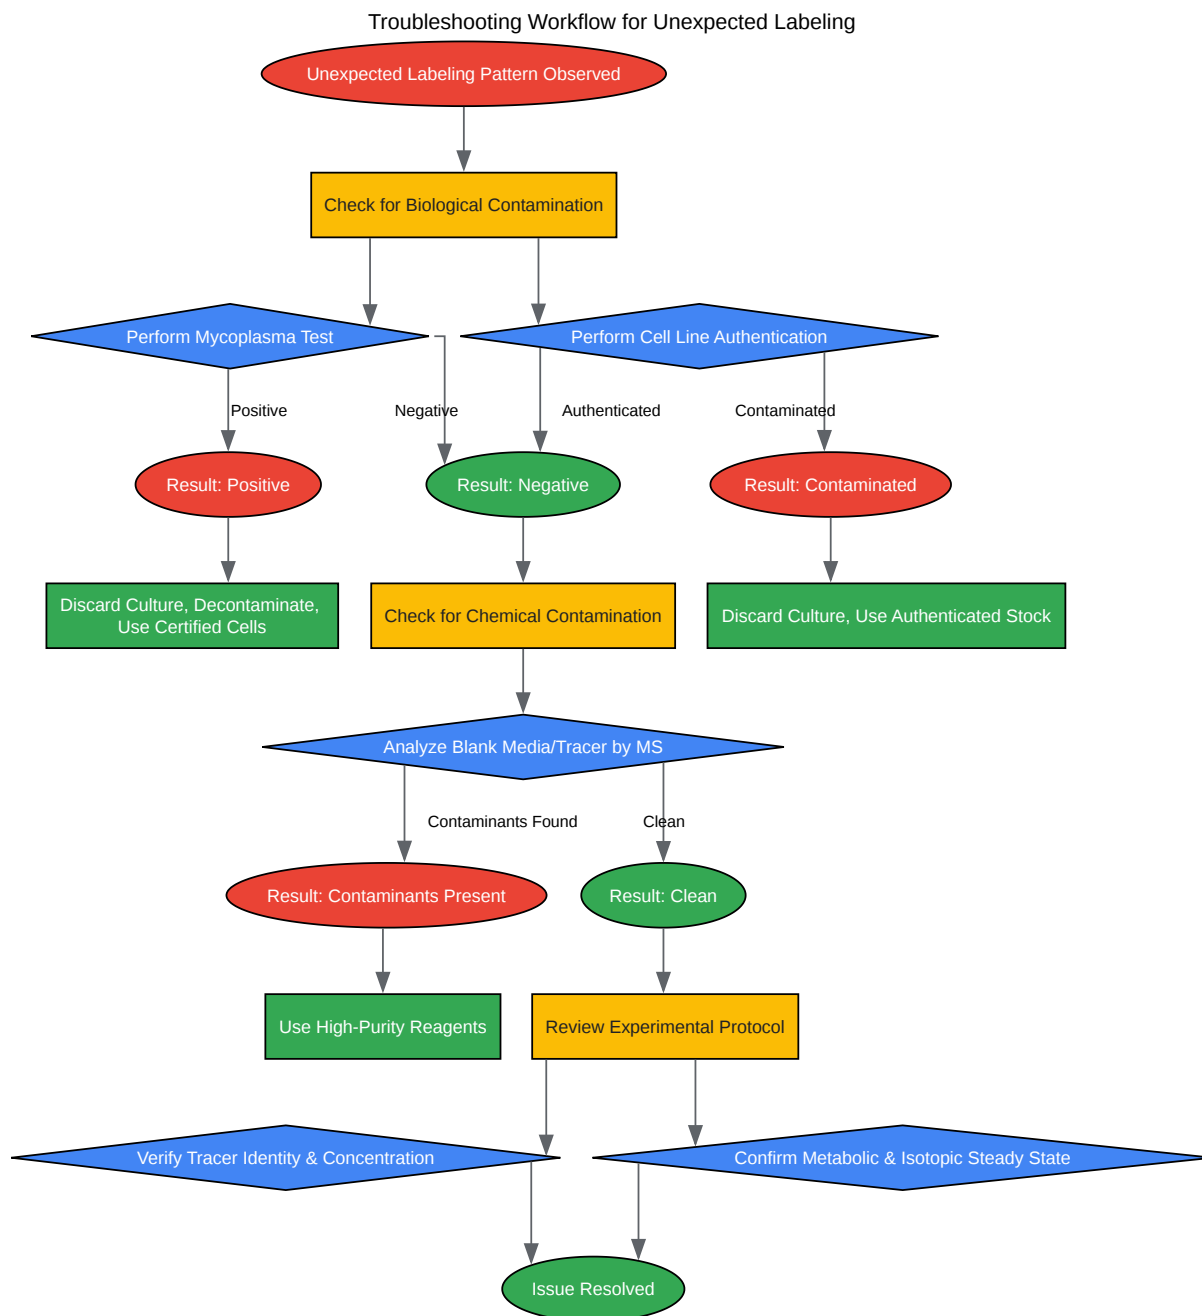 Troubleshooting Workflow for Unexpected Labeling
Unexpected Labeling Pattern Observed
Check for Biological Contamination
Perform Mycoplasma Test
Perform Cell Line Authentication
Positive
Negative
Authenticated
Contaminated
Result: Positive
Result: Negative
Result: Contaminated
Discard Culture, Decontaminate,
Use Certified Cells
Check for Chemical Contamination
Discard Culture, Use Authenticated Stock
Analyze Blank Media/Tracer by MS
Contaminants Found
Clean
Result: Contaminants Present
Result: Clean
Use High-Purity Reagents
Review Experimental Protocol
Verify Tracer Identity & Concentration
Confirm Metabolic & Isotopic Steady State
Issue Resolved